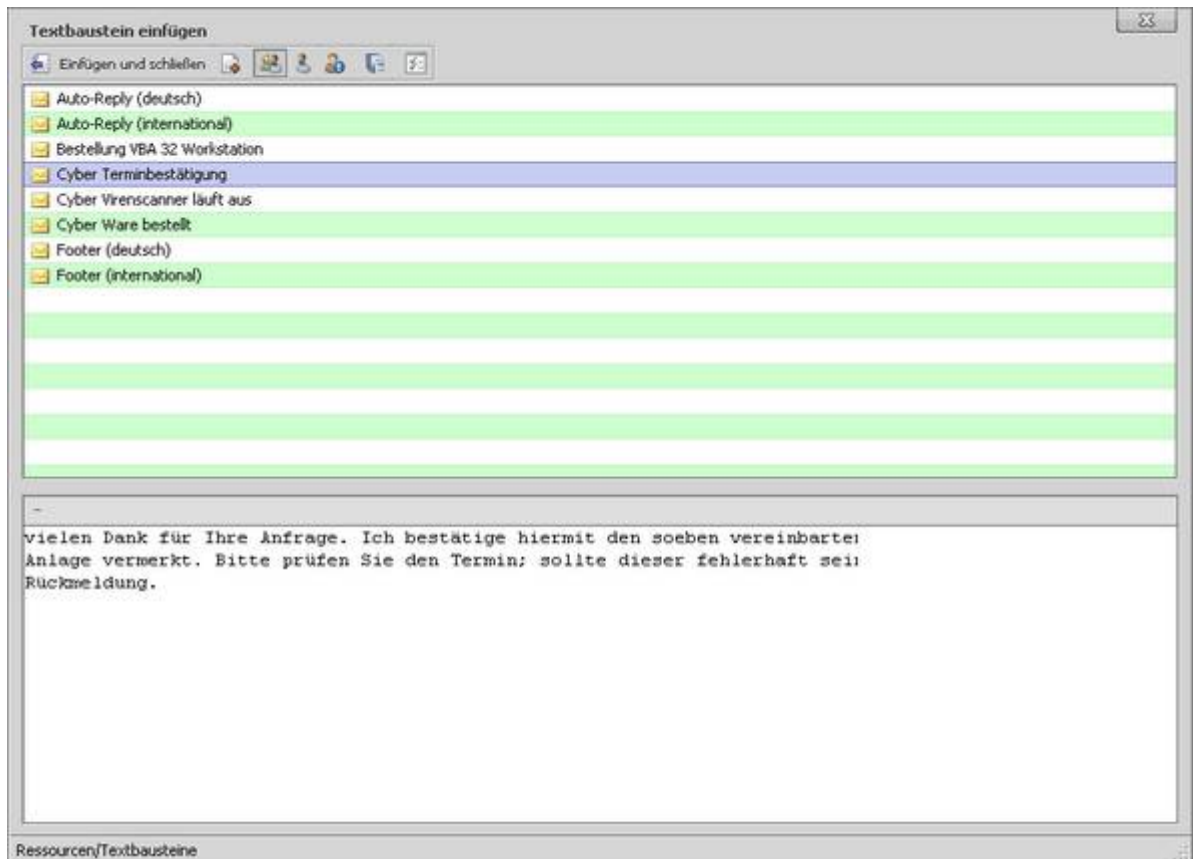 Textbaustein einfügen
Einfügen und schließen
Auto-Reply (deutsch)
Auto-Reply (international)
Bestellung VBA 32 Workstation
Cyber Terminbestätigung
Cyber Virenscanner läuft aus
Cyber Ware bestellt
Footer (deutsch)
Footer (international)
vielen Dank für Ihre Anfrage. Ich bestätige hiermit den soeben
Anlage vermerkt. Bitte prüfen Sie den Termin; sollte dieser fehlerhaft
Rückmeldung.
Ressourcen/Textbausteine